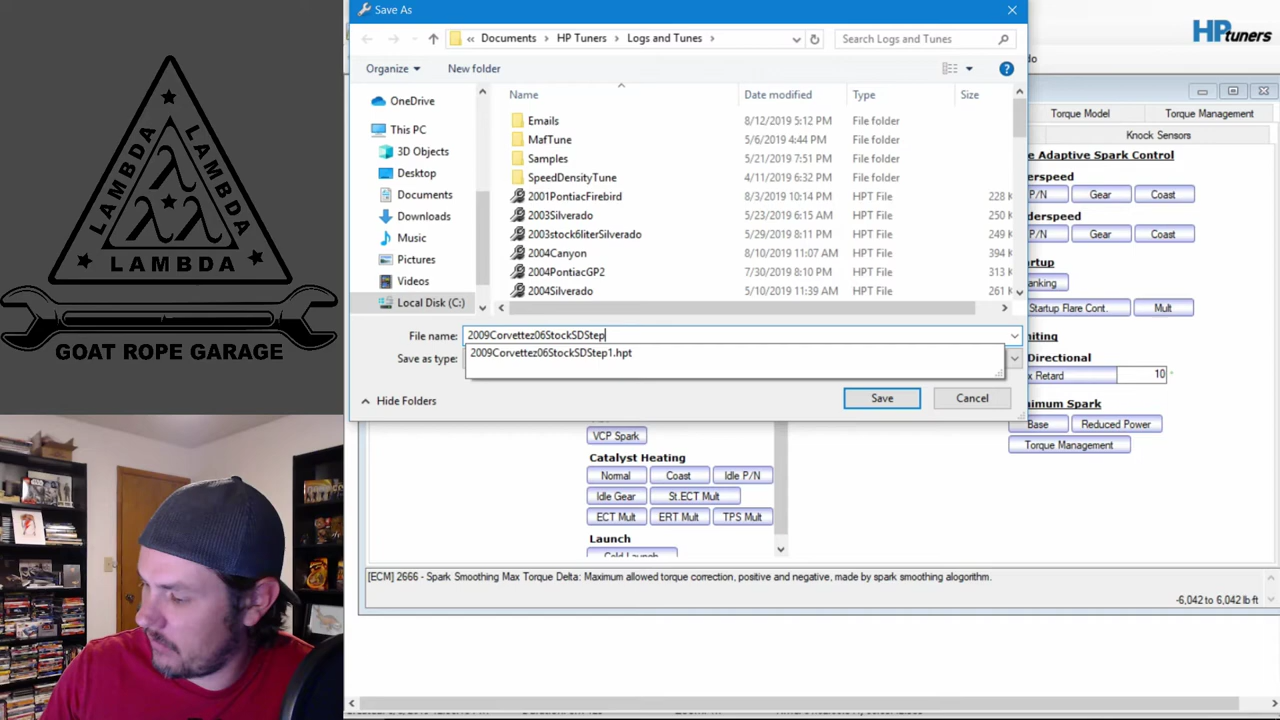 LAMBDA
LAMBDA
LAMBDA
GOAT ROPE GARAGE
Save As
« Documents > HP Tuners > Logs and Tunes >
Search Logs and Tunes
HP tuners
Organize
New folder
OneDrive
This PC
3D Objects
Desktop
Documents
Downloads
Music
Pictures
Videos
Local Disk (C:)
Name Date modified Type Size
Emails 8/12/2019 5:12 PM File folder
MafTune 5/6/2019 4:44 PM File folder
Samples 5/21/2019 7:51 PM File folder
SpeedDensityTune 4/11/2019 6:32 PM File folder
2001PontiacFirebird 8/3/2019 10:14 PM HPT File 228 K
2003Silverado 5/23/2019 6:15 AM HPT File 250 K
2003stock6literSilverado 5/29/2019 8:11 PM HPT File 249 K
2004Canyon 8/10/2019 11:07 AM HPT File 394 K
2004PontiacGP2 7/30/2019 8:10 PM HPT File 313 K
2004Silverado 5/10/2019 11:39 AM HPT File 261 K
File name: 2009Corvettez06StockSDStep
2009Corvettez06StockSDStep1.hpt
Save as type:
Hide Folders
Save
Cancel
Torque Model
Torque Management
Knock Sensors
Adaptive Spark Control
P/N Gear Coast
P/N Gear Coast
Startup Flare Cont. Mult
Directional
Retard 10 °
Spark
Base Reduced Power
Torque Management
VCP Spark
Catalyst Heating
Normal Coast Idle P/N
Idle Gear St.ECT Mult
ECT Mult ERT Mult TPS Mult
Launch
Cold Launch
[ECM] 2666 - Spark Smoothing Max Torque Delta: Maximum allowed torque correction, positive and negative, made by spark smoothing alogorithm.
-6,042 to 6,042 lb ft